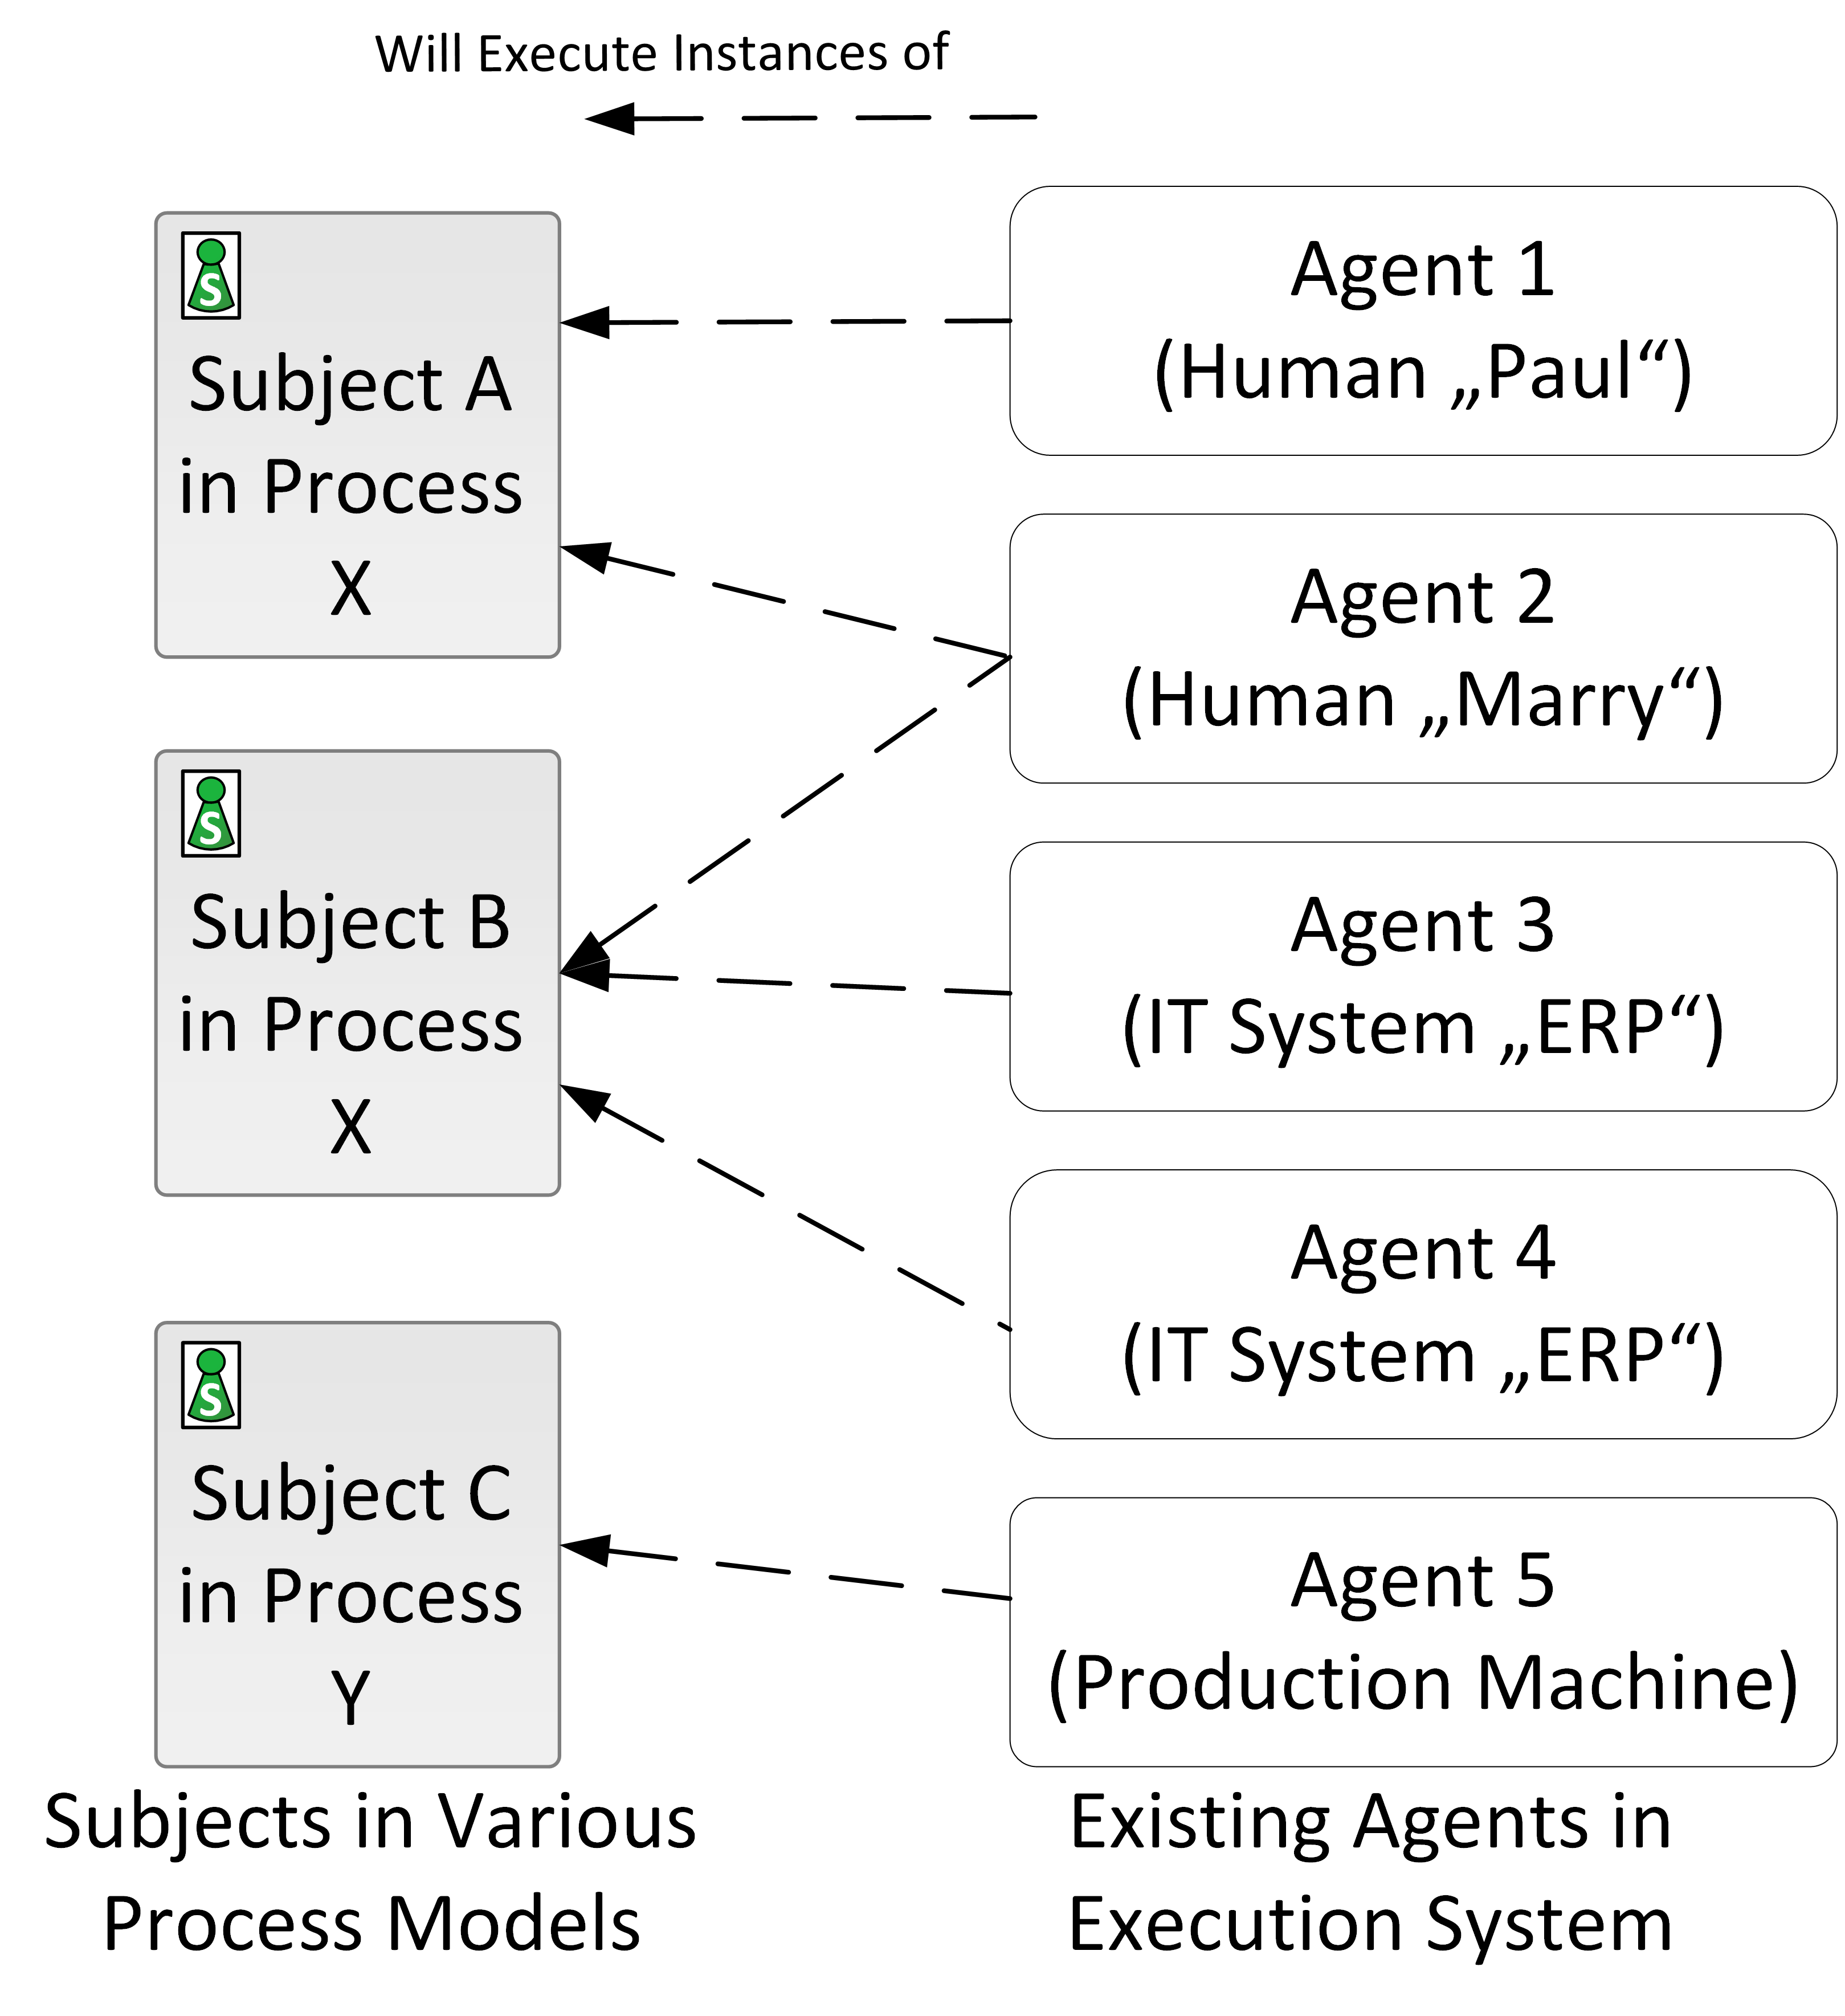 Will Execute Instances of
S
Subject A
in Process
X
Agent 1
(Human „Paul“)
Agent 2
(Human „Marry“)
S
Subject B
in Process
X
Agent 3
(IT System „ERP“)
Agent 4
(IT System „ERP“)
S
Subject C
in Process
Y
Agent 5
(Production Machine)
Subjects in Various
Process Models
Existing Agents in
Execution System